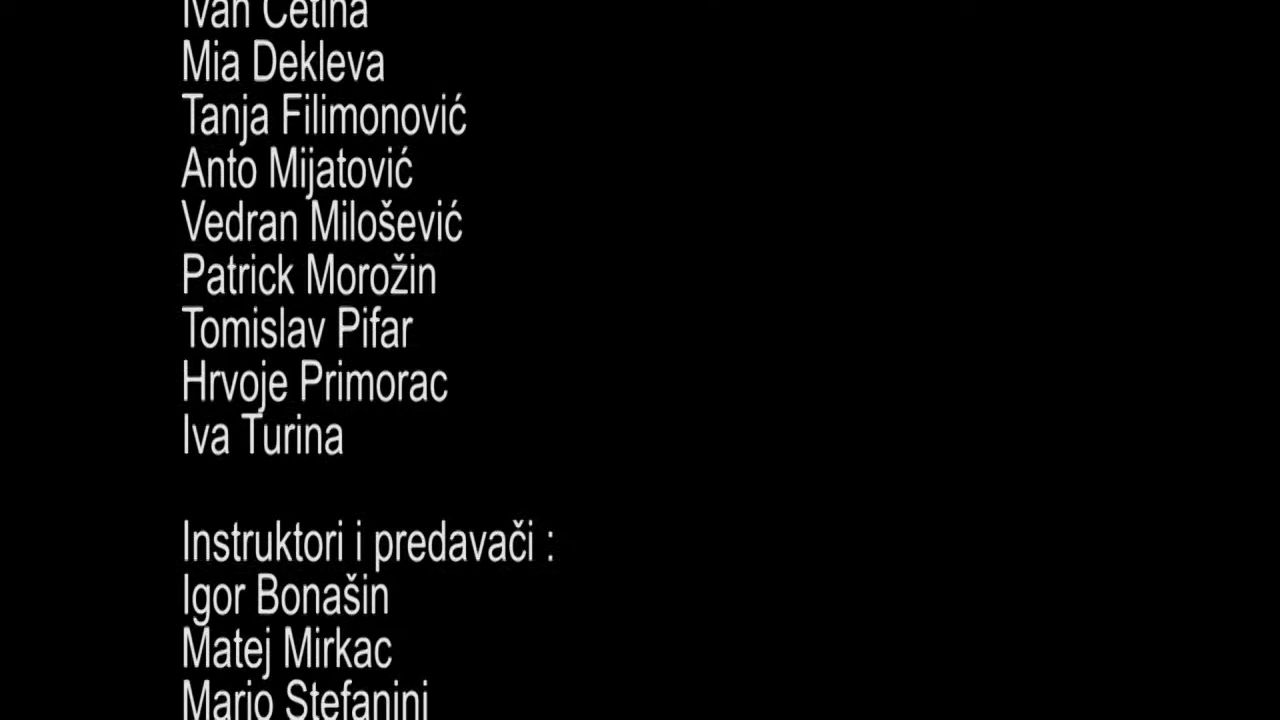 Ivan Cetina
Mia Dekleva
Tanja Filimonović
Anto Mijatović
Vedran Milošević
Patrick Morožin
Tomislav Pifar
Hrvoje Primorac
Iva Turina
Instruktori i predavači :
Igor Bonašin
Matej Mirkac
Mario Stefanini